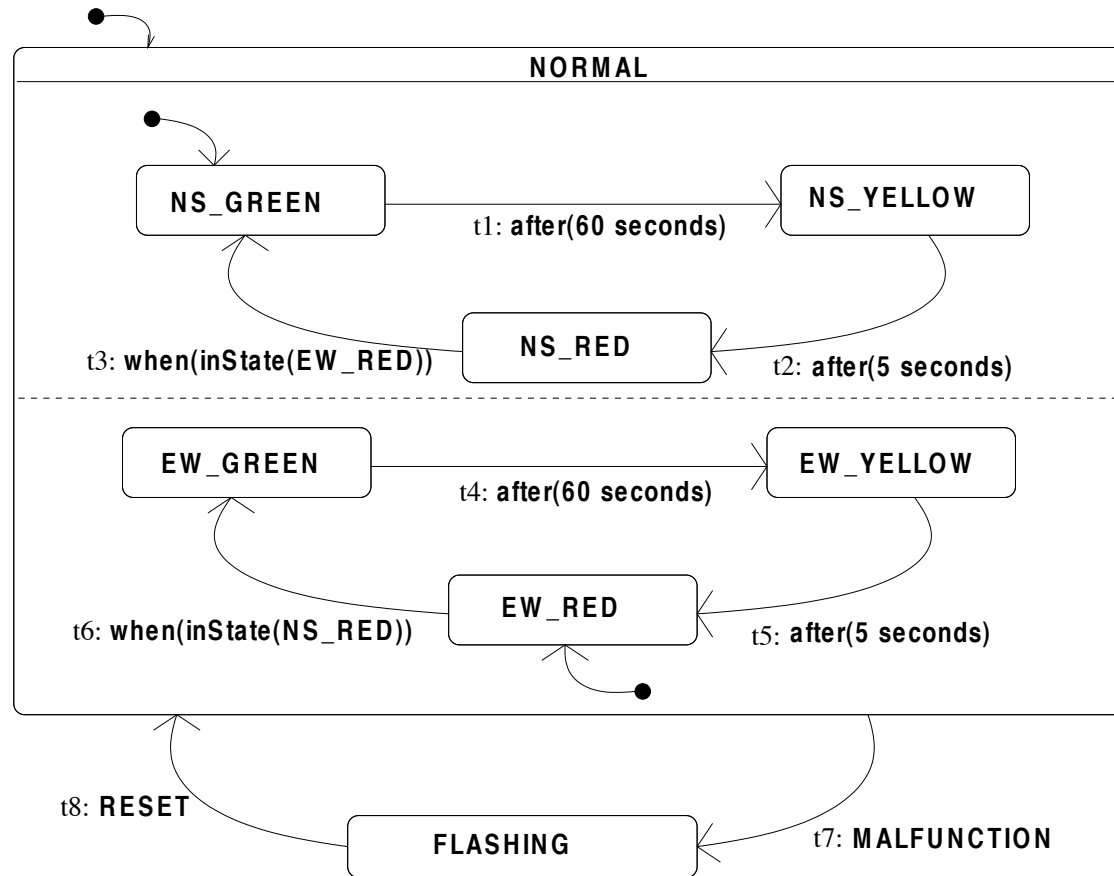 NORMAL
NS_GREEN
NS_YELLOW
t1: after(60 seconds)
NS_RED
t3: when(inState(EW_RED))
t2: after(5 seconds)
EW_GREEN
EW_YELLOW
t4: after(60 seconds)
EW_RED
t6: when(inState(NS_RED))
t5: after(5 seconds)
t8: RESET
FLASHING
t7: MALFUNCTION